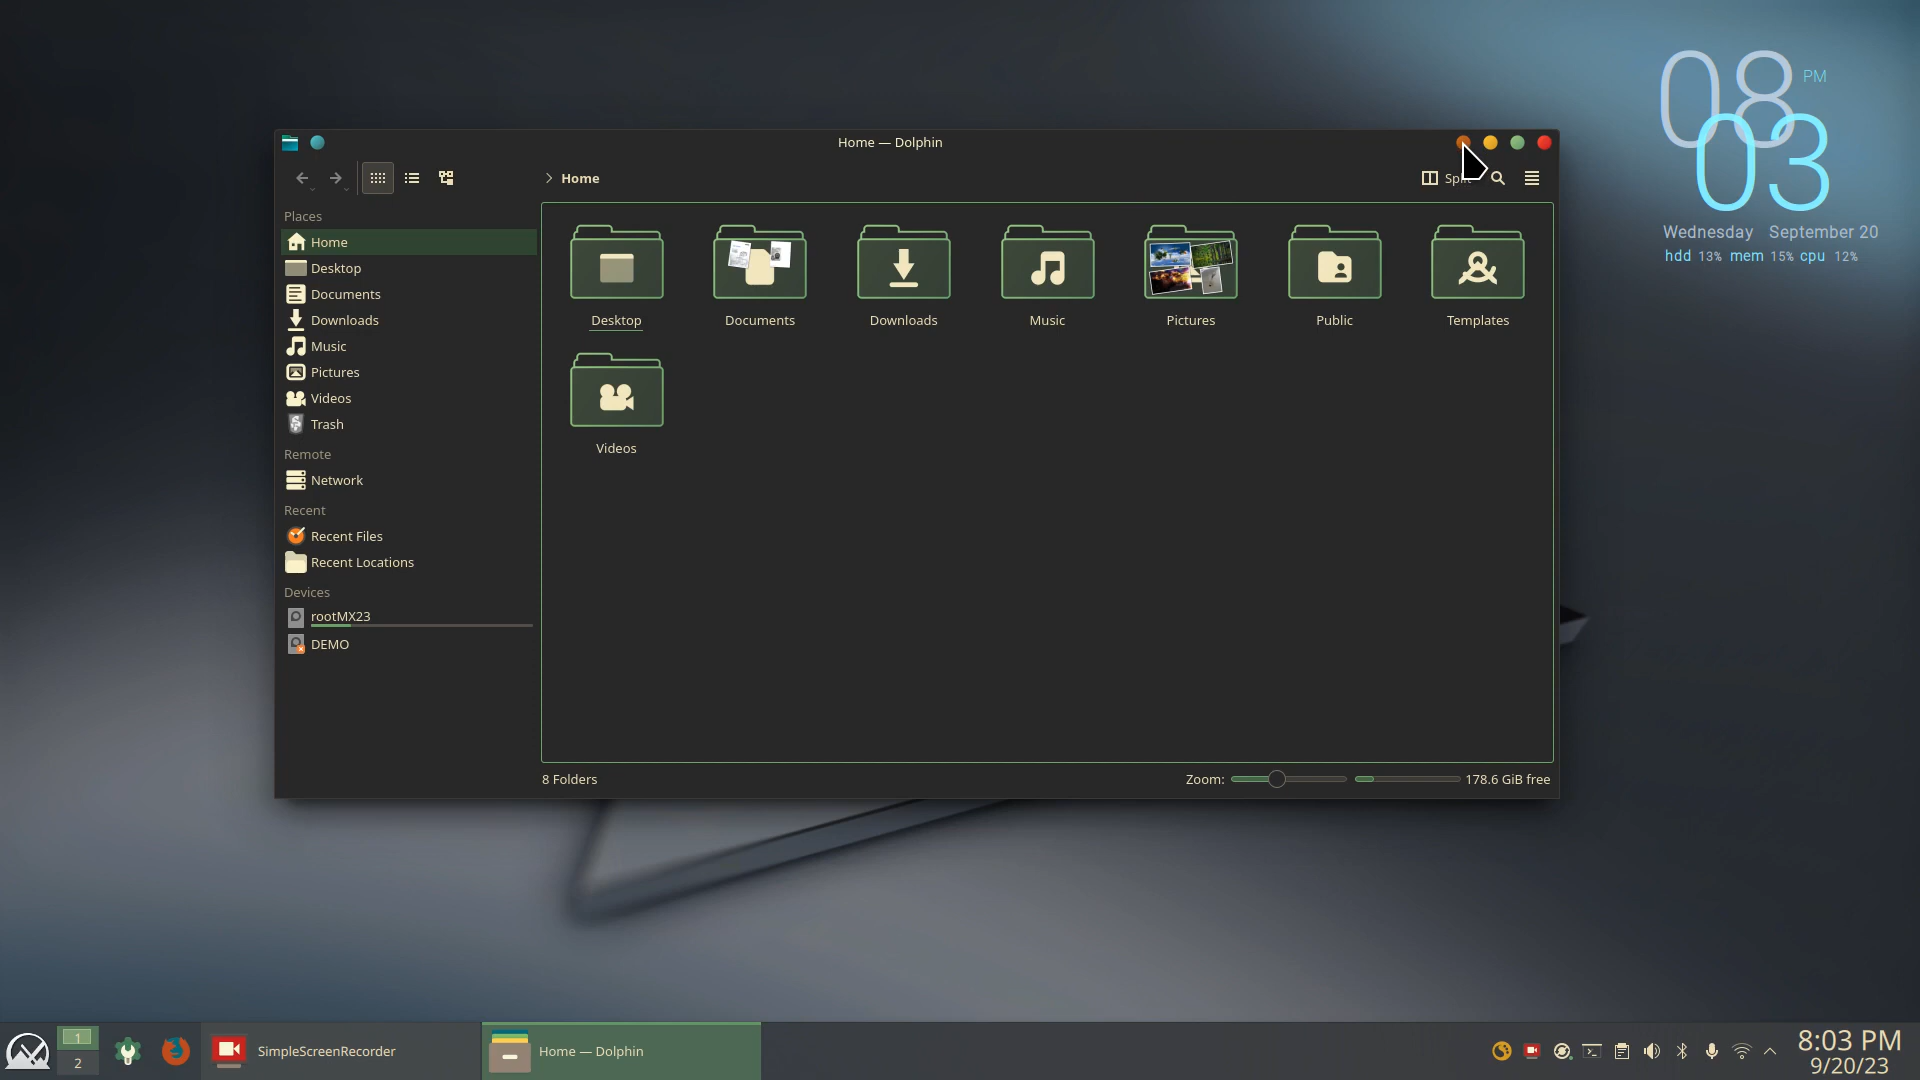 08 PM
03
Wednesday September 20
hdd 13% mem 15% cpu 12%
Home — Dolphin
Home
Split
Places
Home
Desktop
Documents
Downloads
Music
Pictures
Videos
Trash
Remote
Network
Recent
Recent Files
Recent Locations
Devices
rootMX23
DEMO
Desktop
Documents
Downloads
Music
Pictures
Public
Templates
Videos
8 Folders
Zoom:
178.6 GiB free
1
2
SimpleScreenRecorder
Home — Dolphin
8:03 PM
9/20/23